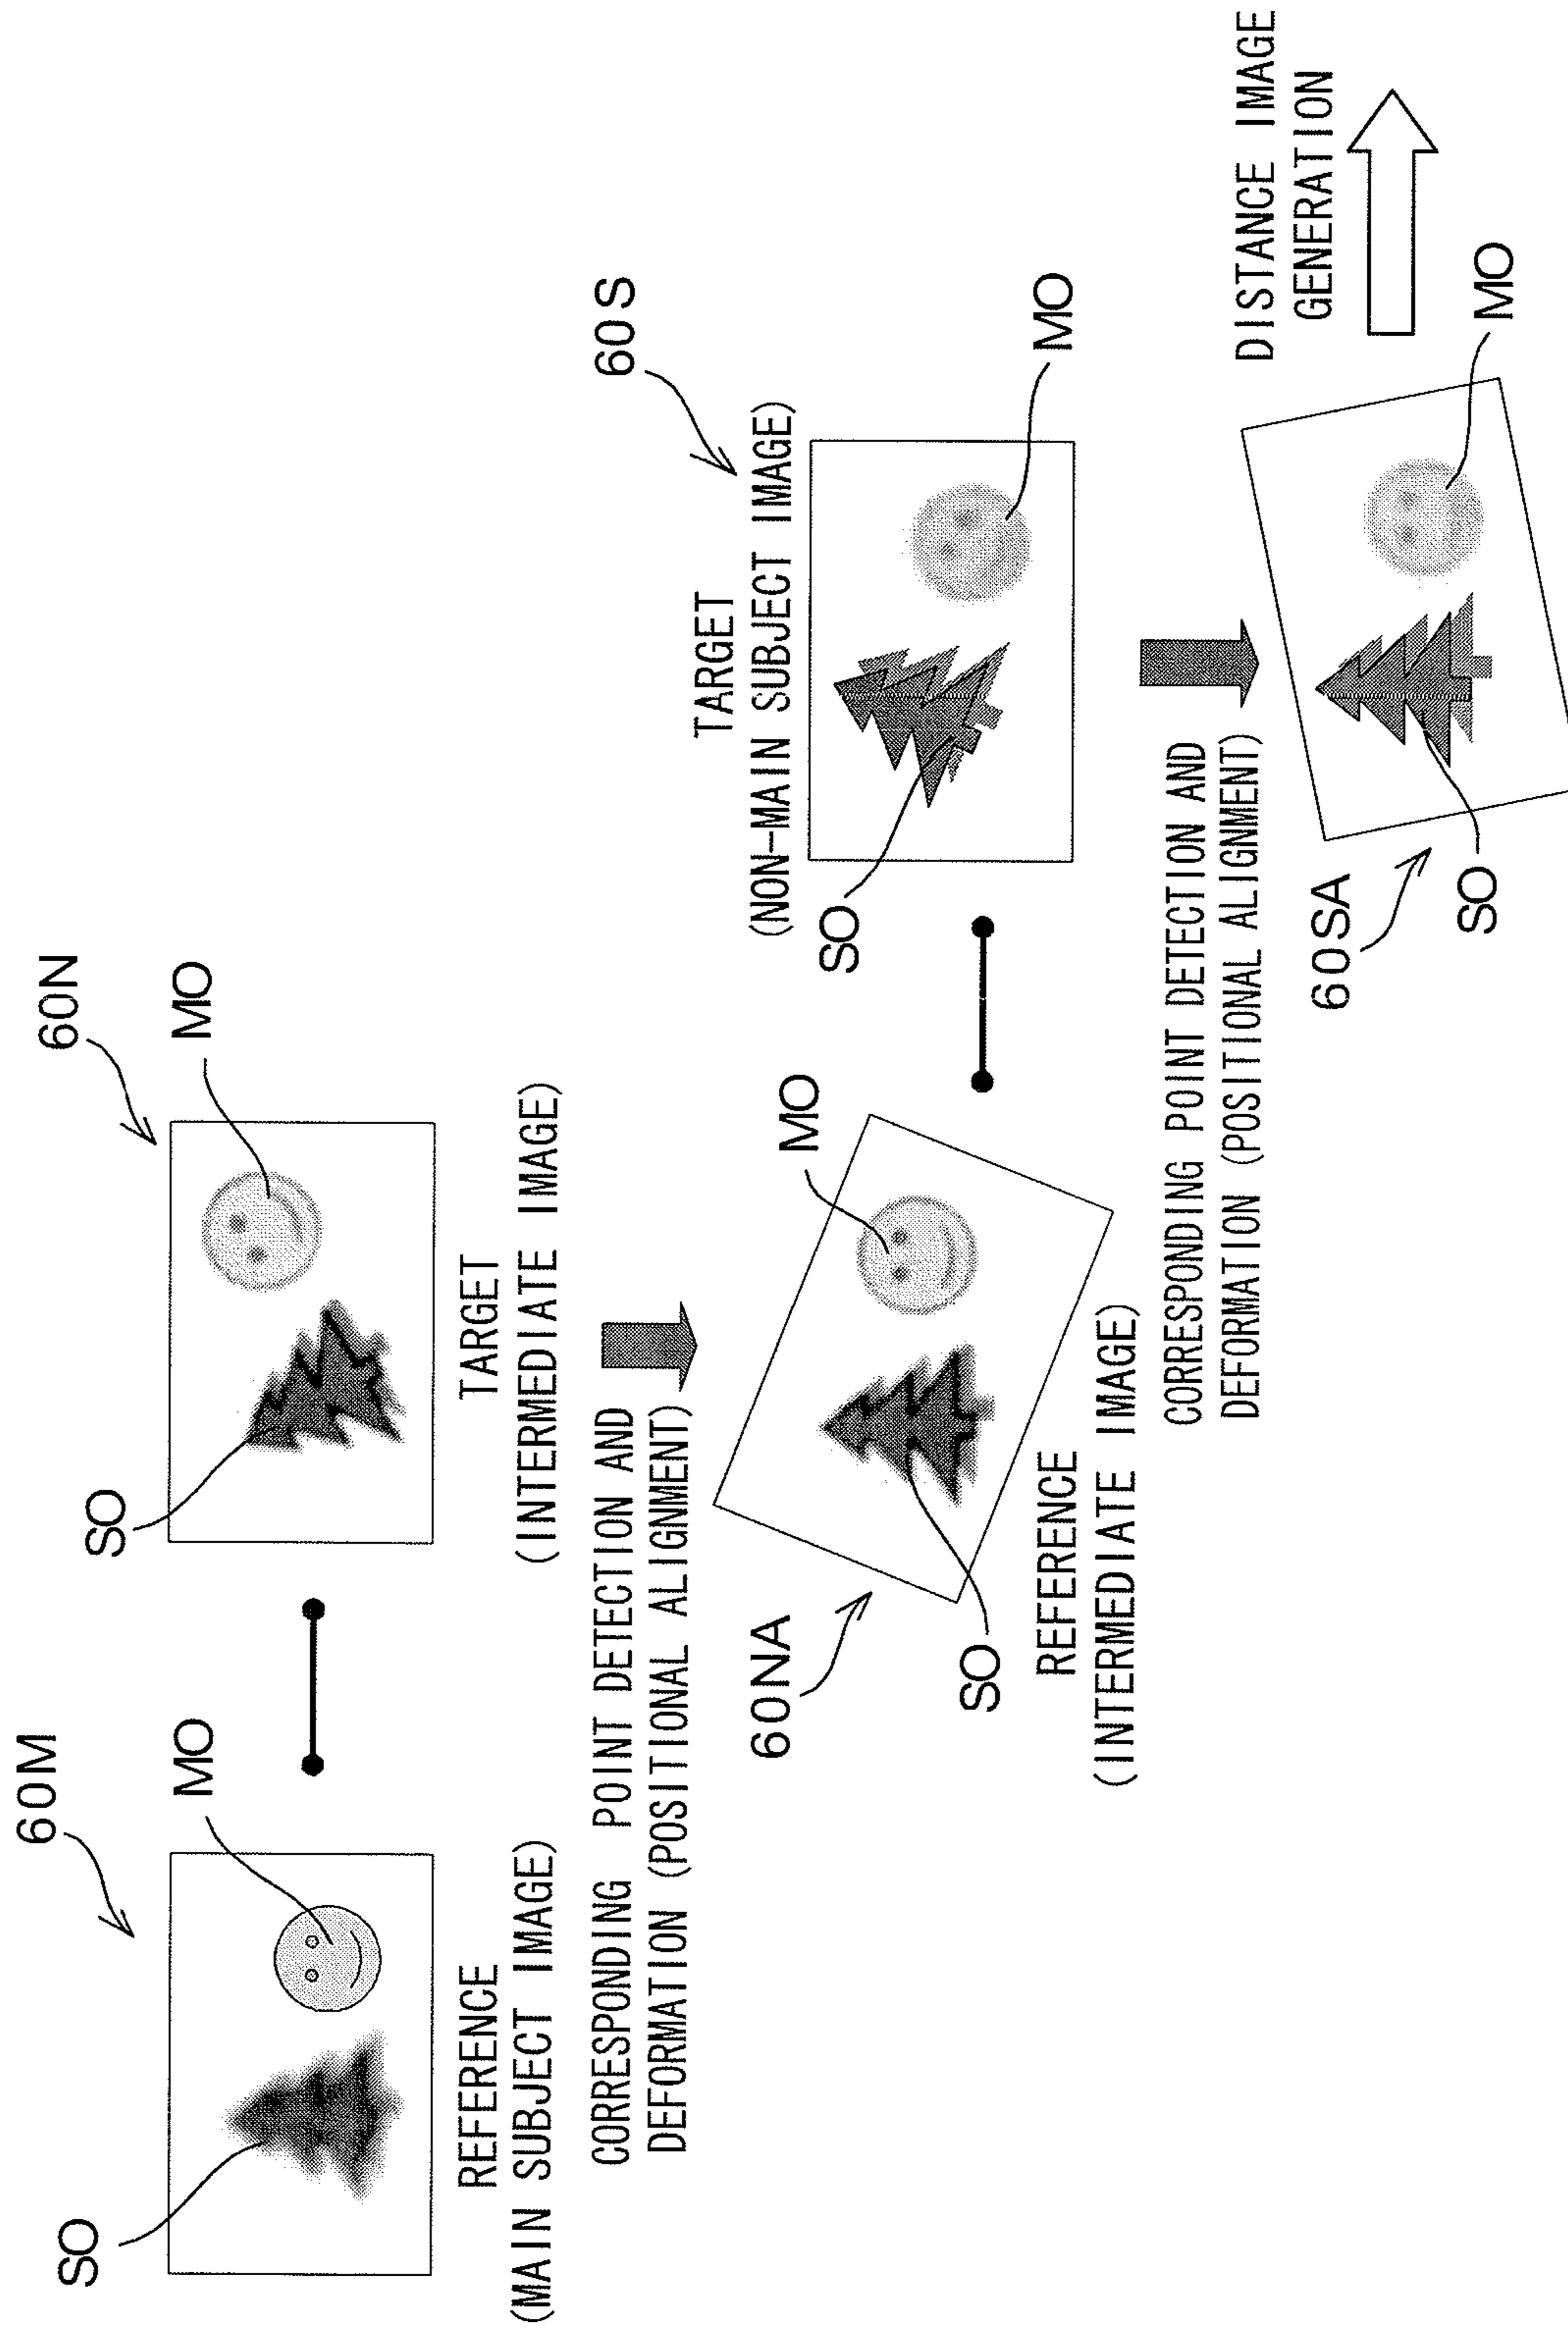 60M
MO
SO
REFERENCE
(MAIN SUBJECT IMAGE)
60N
MO
SO
TARGET
(INTERMEDIATE IMAGE)
CORRESPONDING POINT DETECTION AND
DEFORMATION (POSITIONAL ALIGNMENT)
60NA
MO
SO
REFERENCE
(INTERMEDIATE IMAGE)
60S
TARGET
(NON-MAIN SUBJECT IMAGE)
SO
MO
CORRESPONDING POINT DETECTION AND
DEFORMATION (POSITIONAL ALIGNMENT)
60SA
SO
MO
DISTANCE IMAGE
GENERATION